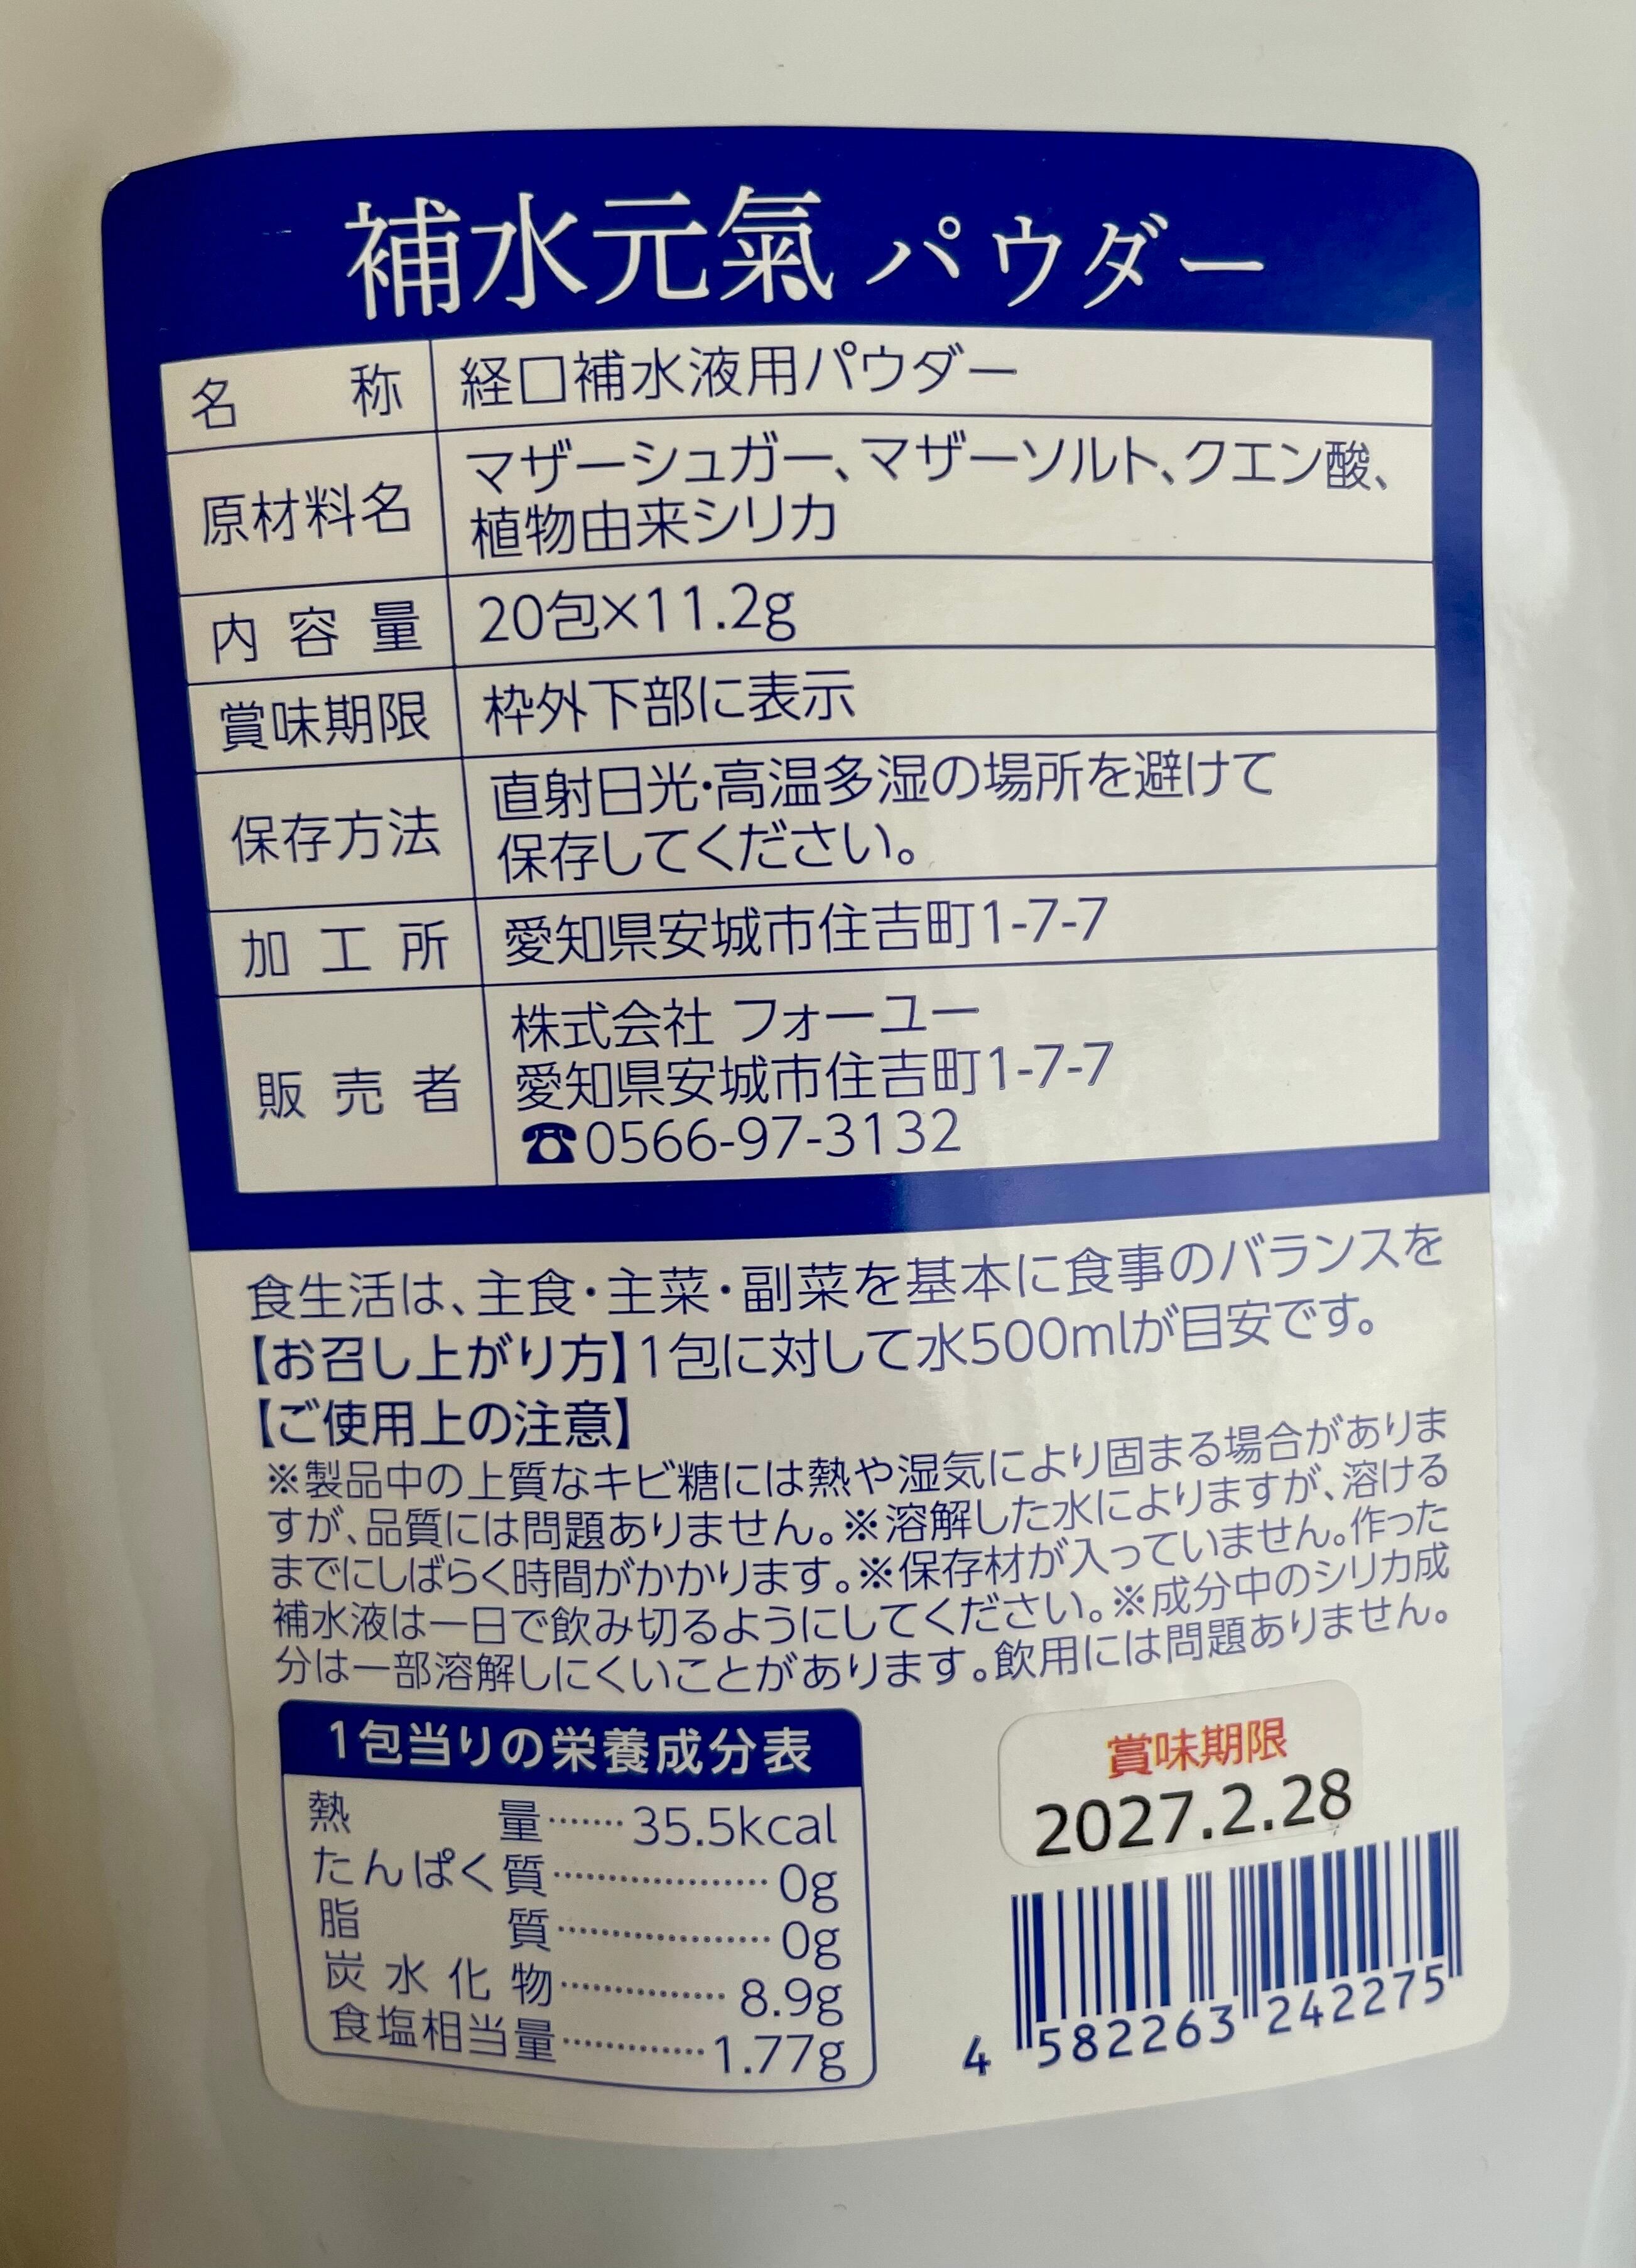 補水元氣 パウダー
名称 経口補水液用パウダー
原材料名 マザーシュガー、マザーソルト、クエン酸、
植物由来シリカ
内容量 20包×11.2g
賞味期限 枠外下部に表示
保存方法 直射日光・高温多湿の場所を避けて
保存してください。
加工所 愛知県安城市住吉町1-7-7
販売者 株式会社 フォーユー
愛知県安城市住吉町1-7-7
☎0566-97-3132
食生活は、主食・主菜・副菜を基本に食事のバランスを
【お召し上がり方】1包に対して水500mlが目安です。
【ご使用上の注意】
※製品中の上質なキビ糖には熱や湿気により固まる場合がありま
すが、品質には問題ありません。※溶解した水によりますが、溶ける
までにしばらく時間がかかります。※保存材が入っていません。作った
補水液は一日で飲み切るようにしてください。※成分中のシリカ成
分は一部溶解しにくいことがあります。飲用には問題ありません。
1包当りの栄養成分表
熱量……35.5kcal
たんぱく質……0g
脂質……0g
炭水化物……8.9g
食塩相当量……1.77g
賞味期限
2027.2.28
4 582263 242275